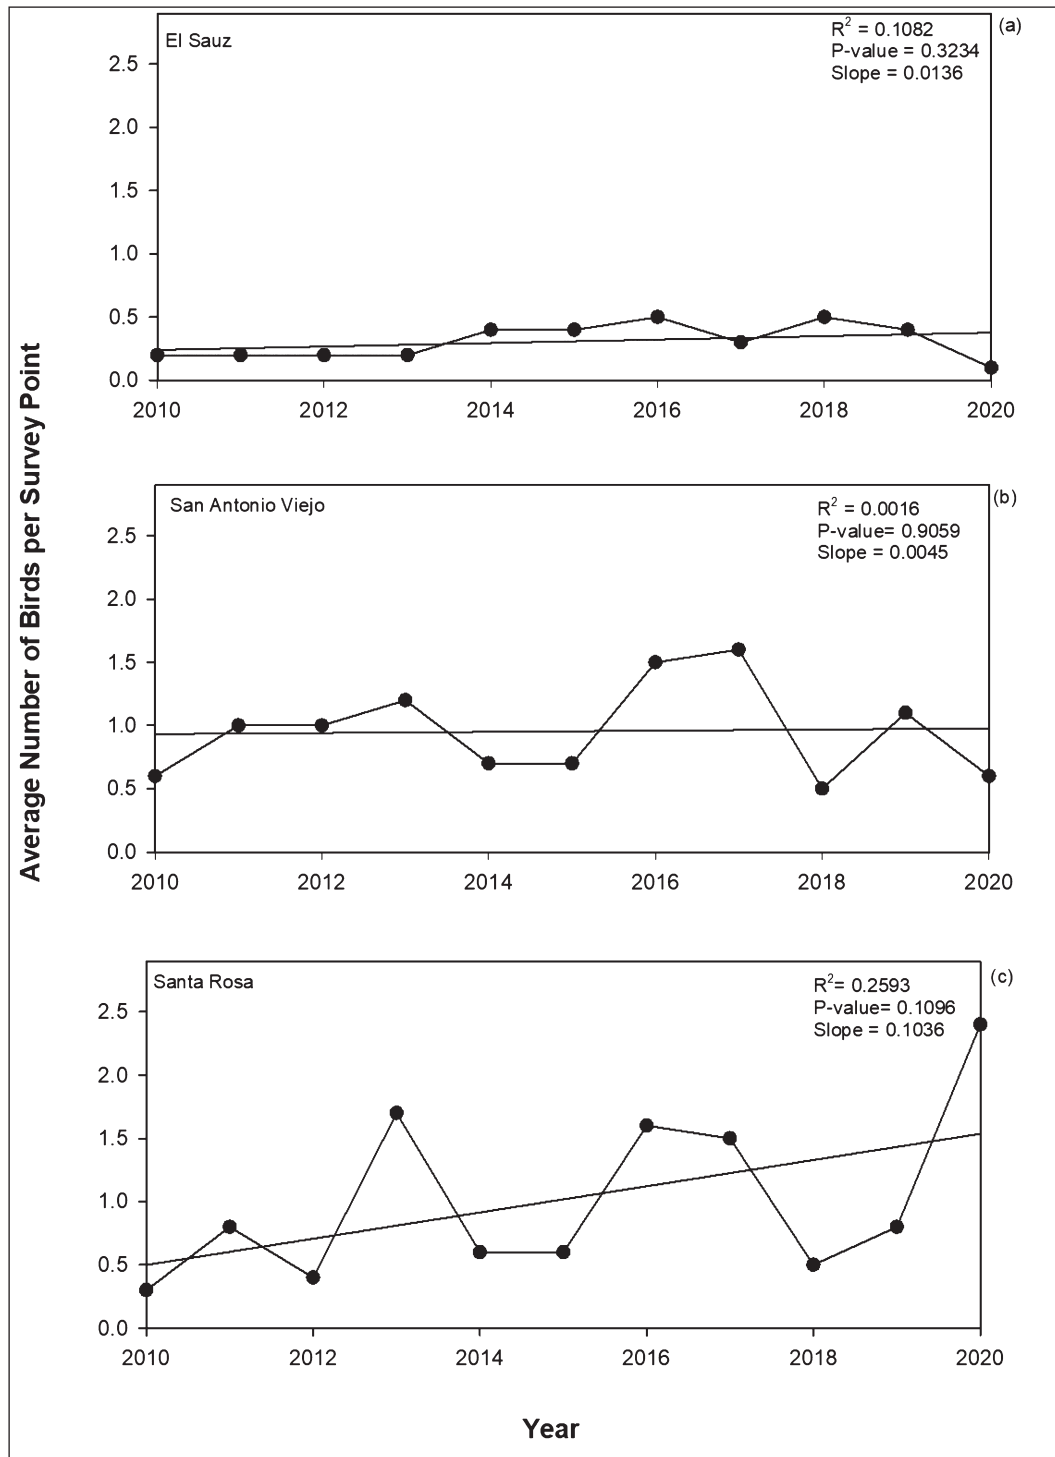 El Sauz
(a)
R² = 0.1082
P-value = 0.3234
Slope = 0.0136
2.5
2.0
1.5
1.0
0.5
0.0
2010 2012 2014 2016 2018 2020
San Antonio Viejo
(b)
R² = 0.0016
P-value= 0.9059
Slope = 0.0045
2.5
2.0
1.5
1.0
0.5
0.0
2010 2012 2014 2016 2018 2020
Santa Rosa
(c)
R²= 0.2593
P-value= 0.1096
Slope = 0.1036
2.5
2.0
1.5
1.0
0.5
0.0
2010 2012 2014 2016 2018 2020
Average Number of Birds per Survey Point
Year